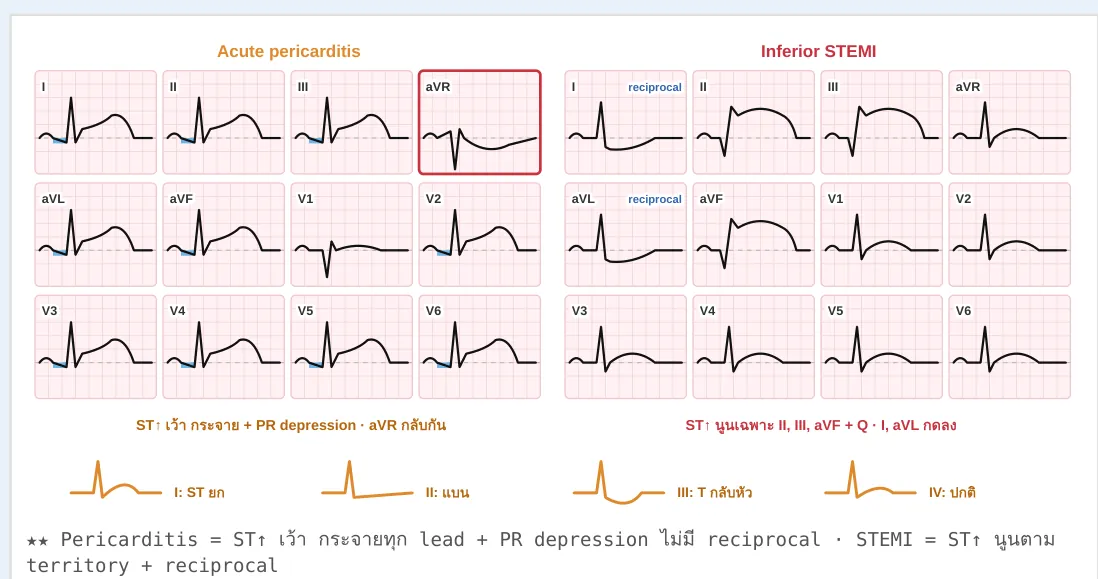 Acute pericarditis
Inferior STEMI
I
II
III
aVR
I
reciprocal
II
III
aVR
aVL
aVF
V1
V2
aVL
reciprocal
aVF
V1
V2
V3
V4
V5
V6
V3
V4
V5
V6
ST↑ เว้า กระจาย + PR depression · aVR กลับกัน
ST↑ นูนเฉพาะ II, III, aVF + Q · I, aVL กดลง
I: ST ยก
II: แบน
III: T กลับหัว
IV: ปกติ
★★ Pericarditis = ST↑ เว้า กระจายทุก lead + PR depression ไม่มี reciprocal · STEMI = ST↑ นูนตาม
territory + reciprocal